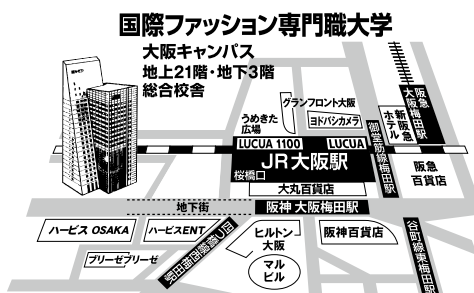 国際ファッション専門職大学
大阪キャンパス
地上21階・地下3階
総合校舎
グランフロント大阪
うめきた
広場
ヨドバシカメラ
新阪急
ホテル
阪急
大阪梅田駅
LUCUA 1100
LUCUA
JR大阪駅
桜橋口
御堂筋線梅田駅
阪急
百貨店
大丸百貨店
地下街
阪神 大阪梅田駅
ハービス OSAKA
ハービスENT
ブリーゼブリーゼ
四つ橋線西梅田駅
ヒルトン
大阪
マル
ビル
阪神百貨店
谷町線東梅田駅